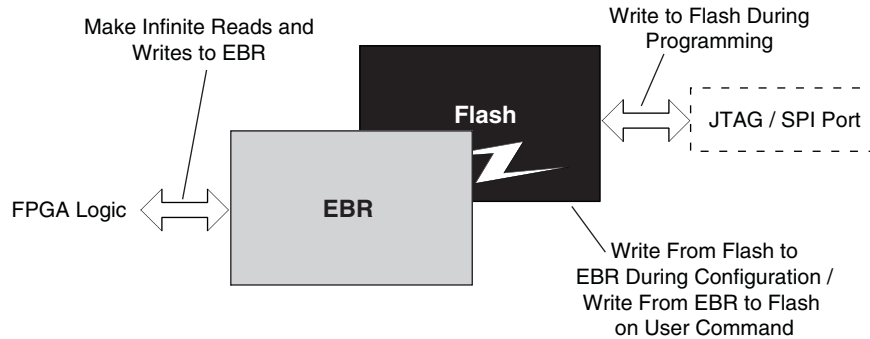 Make Infinite Reads and
Writes to EBR
Write to Flash During
Programming
Flash
JTAG / SPI Port
FPGA Logic
EBR
Write From Flash to
EBR During Configuration /
Write From EBR to Flash
on User Command